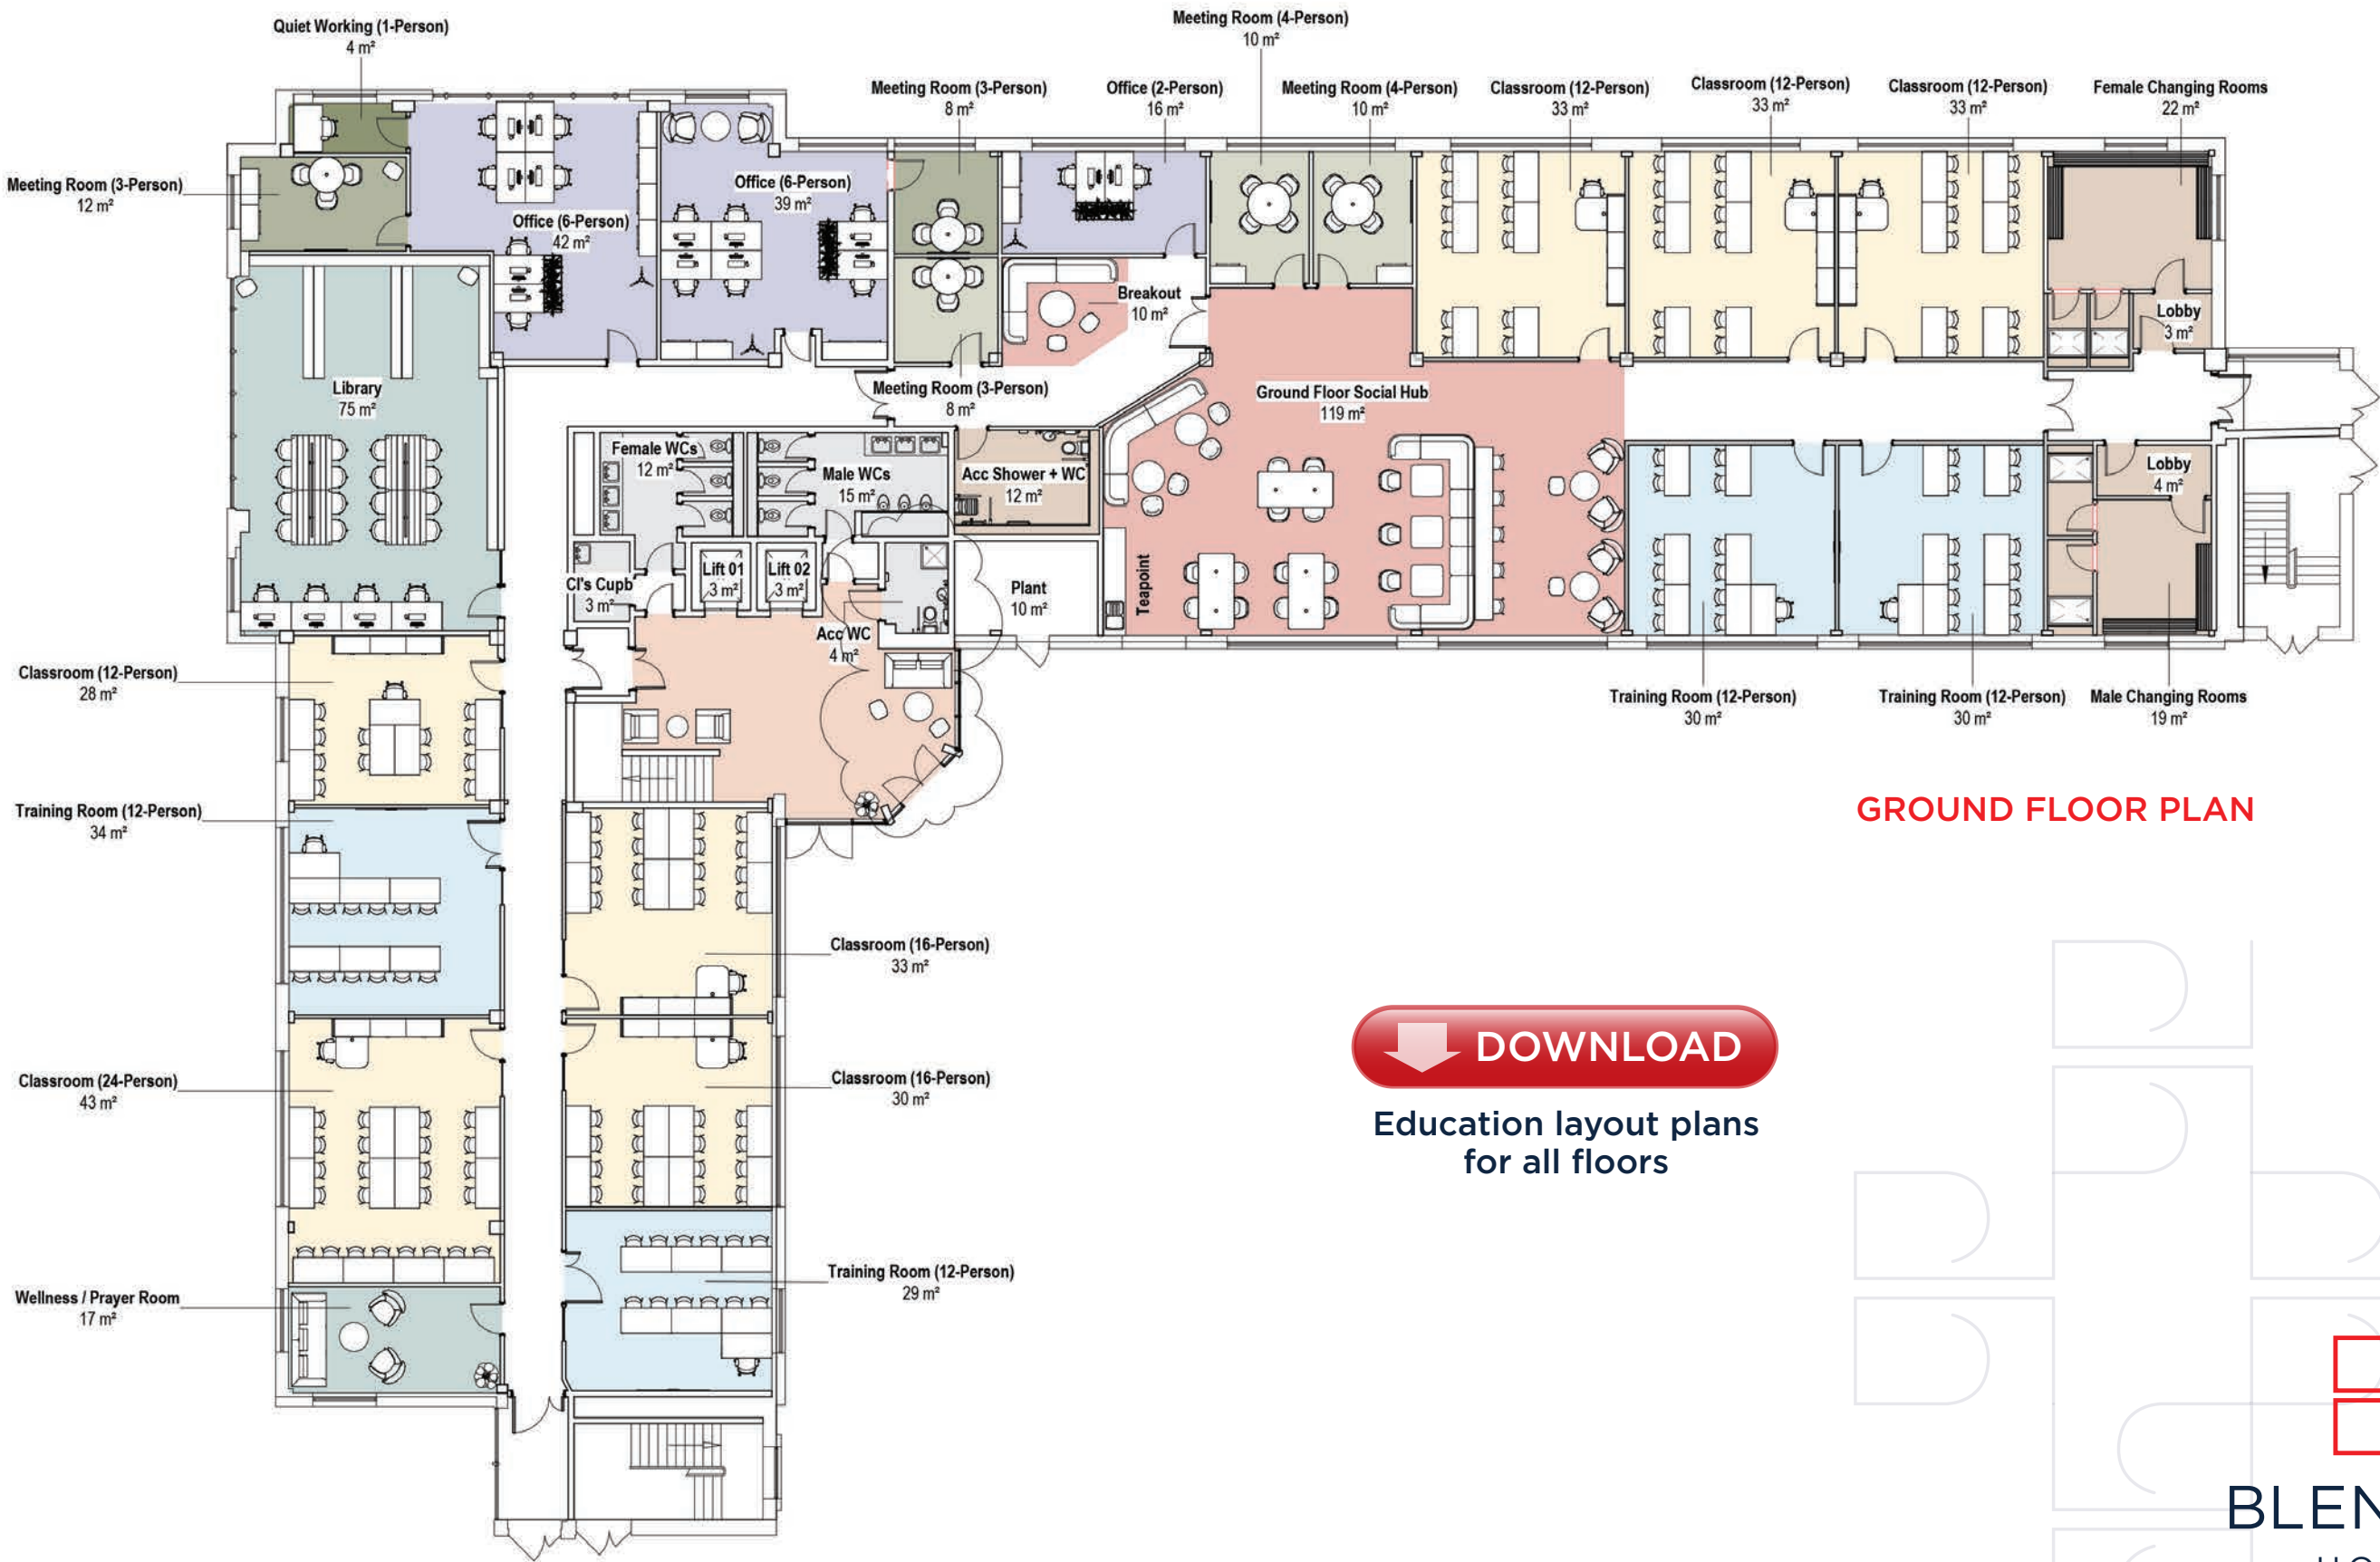 Quiet Working (1-Person)
4 m²
Meeting Room (4-Person)
10 m²
Meeting Room (3-Person)
8 m²
Office (2-Person)
16 m²
Meeting Room (4-Person)
10 m²
Classroom (12-Person)
33 m²
Classroom (12-Person)
33 m²
Classroom (12-Person)
33 m²
Female Changing Rooms
22 m²
Meeting Room (3-Person)
12 m²
Office (6-Person)
42 m²
Office (6-Person)
39 m²
Breakout
10 m²
Lobby
3 m²
Library
75 m²
Meeting Room (3-Person)
8 m²
Ground Floor Social Hub
119 m²
Female WCs
12 m²
Male WCs
15 m²
Acc Shower + WC
12 m²
Lobby
4 m²
Cl's Cupb
3 m²
Lift 01
3 m²
Lift 02
3 m²
Plant
10 m²
Teapoint
Acc WC
4 m²
Classroom (12-Person)
28 m²
Training Room (12-Person)
30 m²
Training Room (12-Person)
30 m²
Male Changing Rooms
19 m²
Training Room (12-Person)
34 m²
GROUND FLOOR PLAN
Classroom (16-Person)
33 m²
Classroom (24-Person)
43 m²
Classroom (16-Person)
30 m²
DOWNLOAD
Education layout plans
for all floors
Wellness / Prayer Room
17 m²
Training Room (12-Person)
29 m²